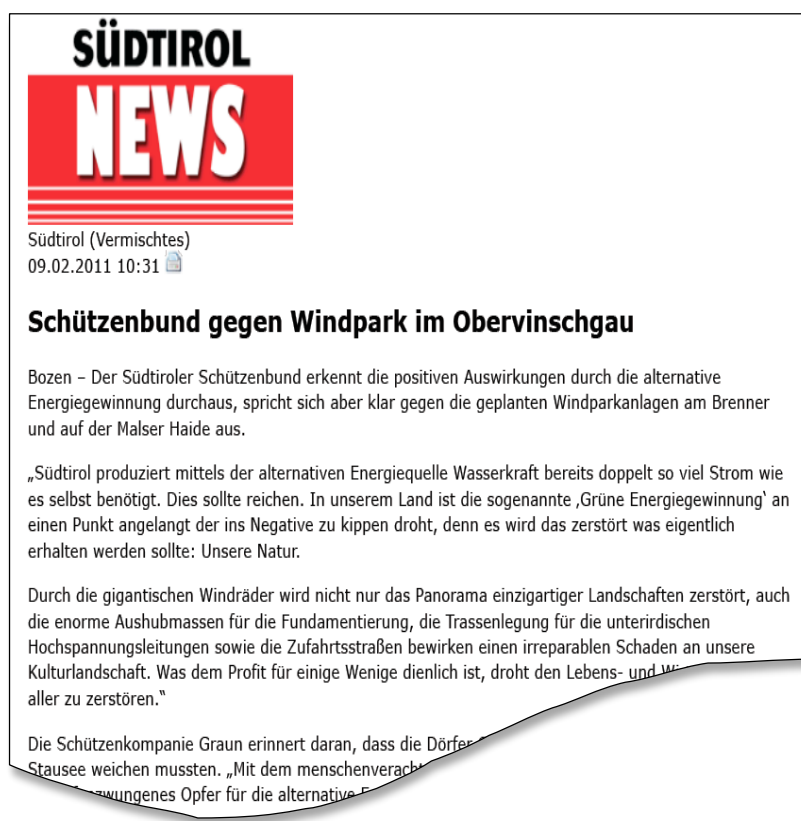 SÜDTIROL
NEWS
Südtirol (Vermischtes)
09.02.2011 10:31
Schützenbund gegen Windpark im Obervinschgau
Bozen – Der Südtiroler Schützenbund erkennt die positiven Auswirkungen durch die alternative
Energiegewinnung durchaus, spricht sich aber klar gegen die geplanten Windparkanlagen am Brenner
und auf der Malser Haide aus.
„Südtirol produziert mittels der alternativen Energiequelle Wasserkraft bereits doppelt so viel Strom wie
es selbst benötigt. Dies sollte reichen. In unserem Land ist die sogenannte ‚Grüne Energiegewinnung‘ an
einen Punkt angelangt der ins Negative zu kippen droht, denn es wird das zerstört was eigentlich
erhalten werden sollte: Unsere Natur.
Durch die gigantischen Windräder wird nicht nur das Panorama einzigartiger Landschaften zerstört, auch
die enorme Aushubmassen für die Fundamentierung, die Trassenlegung für die unterirdischen
Hochspannungsleitungen sowie die Zufahrtsstraßen bewirken einen irreparablen Schaden an unsere
Kulturlandschaft. Was dem Profit für einige Wenige dienlich ist, droht den Lebens- und
aller zu zerstören.“
Die Schützenkompanie Graun erinnert daran, dass die Dörfer
Stausee weichen mussten. „Mit dem
Opfer für die alternative